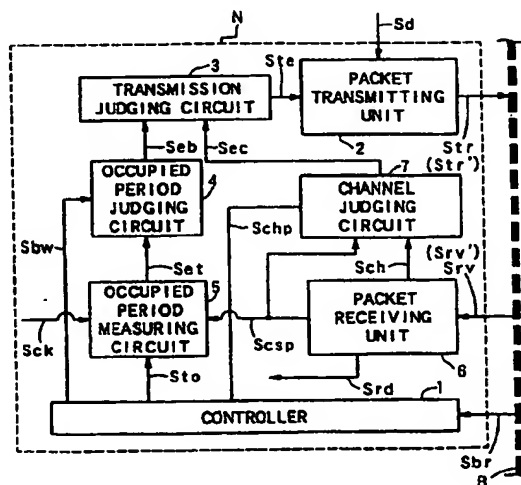 N
Sd
3
TRANSMISSION
JUDGING CIRCUIT
Ste
PACKET
TRANSMITTING
UNIT
2
Str
(Str')
Seb
Sec
4
OCCUPIED
PERIOD
JUDGING
CIRCUIT
7
CHANNEL
JUDGING
CIRCUIT
Sbw
Schp
Set
Sch
(Srv')
Srv
5
OCCUPIED
PERIOD
MEASURING
CIRCUIT
Sck
Scsp
PACKET
RECEIVING
UNIT
6
Sto
Srd
1
CONTROLLER
Sbr
B